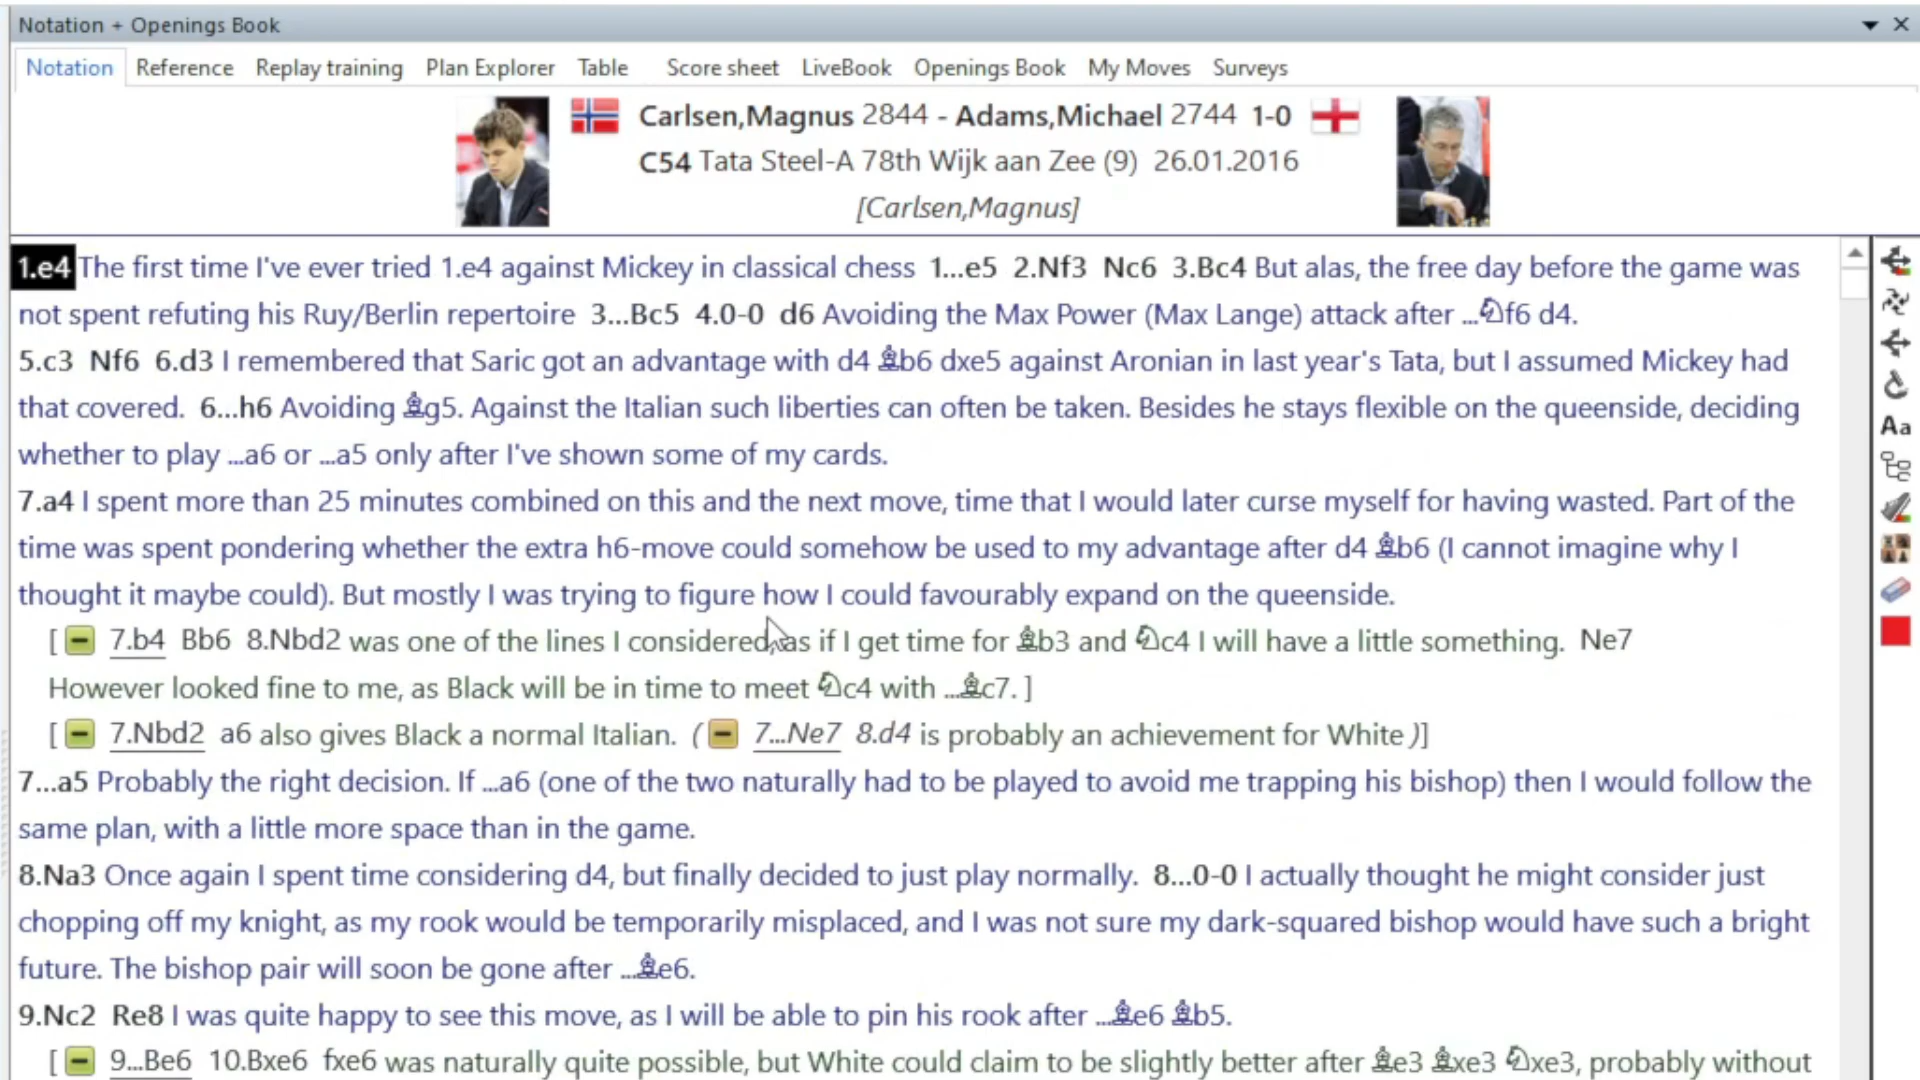 Notation + Openings Book
Notation Reference Replay training Plan Explorer Table Score sheet LiveBook Openings Book My Moves Surveys
Carlsen,Magnus 2844 - Adams,Michael 2744 1-0
C54 Tata Steel-A 78th Wijk aan Zee (9) 26.01.2016
[Carlsen,Magnus]
1.e4 The first time I've ever tried 1.e4 against Mickey in classical chess 1...e5 2.Nf3 Nc6 3.Bc4 But alas, the free day before the game was
not spent refuting his Ruy/Berlin repertoire 3...Bc5 4.0-0 d6 Avoiding the Max Power (Max Lange) attack after ...♘f6 d4.
5.c3 Nf6 6.d3 I remembered that Saric got an advantage with d4 ♗b6 dxe5 against Aronian in last year's Tata, but I assumed Mickey had
that covered. 6...h6 Avoiding ♗g5. Against the Italian such liberties can often be taken. Besides he stays flexible on the queenside, deciding
whether to play ...a6 or ...a5 only after I've shown some of my cards.
7.a4 I spent more than 25 minutes combined on this and the next move, time that I would later curse myself for having wasted. Part of the
time was spent pondering whether the extra h6-move could somehow be used to my advantage after d4 ♗b6 (I cannot imagine why I
thought it maybe could). But mostly I was trying to figure how I could favourably expand on the queenside.
[ 7.b4 Bb6 8.Nbd2 was one of the lines I considered, as if I get time for ♗b3 and ♘c4 I will have a little something. Ne7
However looked fine to me, as Black will be in time to meet ♘c4 with ...♗c7. ]
[ 7.Nbd2 a6 also gives Black a normal Italian. ( 7...Ne7 8.d4 is probably an achievement for White )]
7...a5 Probably the right decision. If ...a6 (one of the two naturally had to be played to avoid me trapping his bishop) then I would follow the
same plan, with a little more space than in the game.
8.Na3 Once again I spent time considering d4, but finally decided to just play normally. 8...0-0 I actually thought he might consider just
chopping off my knight, as my rook would be temporarily misplaced, and I was not sure my dark-squared bishop would have such a bright
future. The bishop pair will soon be gone after ...♗e6.
9.Nc2 Re8 I was quite happy to see this move, as I will be able to pin his rook after ...♗e6 ♗b5.
[ 9...Be6 10.Bxe6 fxe6 was naturally quite possible, but White could claim to be slightly better after ♗e3 ♗xe3 ♘xe3, probably without
Aa